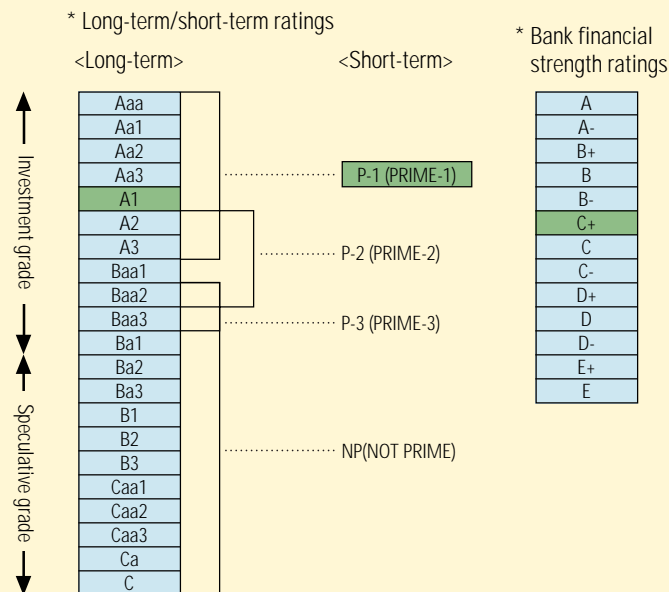 * Long-term/short-term ratings
<Long-term>
<Short-term>
* Bank financial
strength ratings
Investment grade
Speculative grade
Aaa
Aa1
Aa2
Aa3
A1
A2
A3
Baa1
Baa2
Baa3
Ba1
Ba2
Ba3
B1
B2
B3
Caa1
Caa2
Caa3
Ca
C
P-1 (PRIME-1)
P-2 (PRIME-2)
P-3 (PRIME-3)
NP(NOT PRIME)
A
A-
B+
B
B-
C+
C
C-
D+
D
D-
E+
E